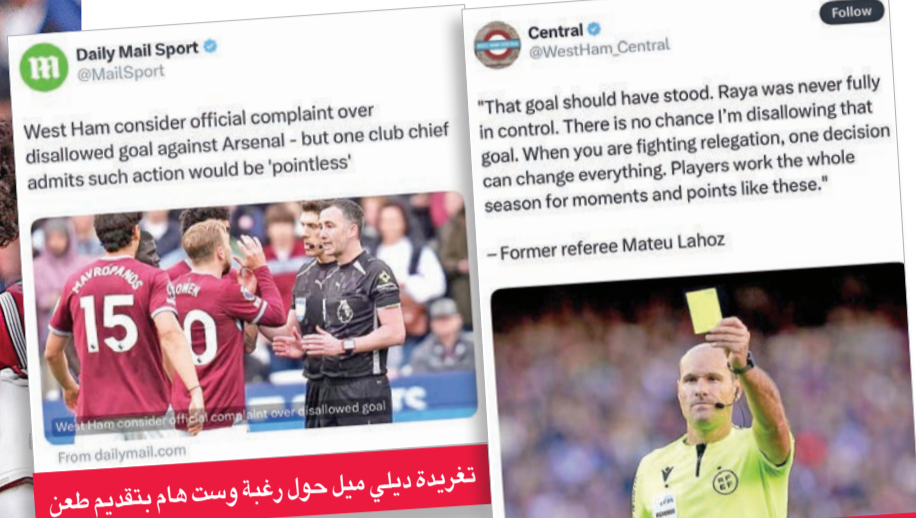 Daily Mail Sport
@MailSport
West Ham consider official complaint over
disallowed goal against Arsenal - but one club chief
admits such action would be 'pointless'
MAVROPANOS
15
BOWEN
0
West Ham consider official complaint over disallowed goal
From dailymail.com
تغريدة ديلي ميل حول رغبة وست هام بتقديم طعن
Central
@WestHam_Central
Follow
"That goal should have stood. Raya was never fully
in control. There is no chance I'm disallowing that
goal. When you are fighting relegation, one decision
can change everything. Players work the whole
season for moments and points like these."
– Former referee Mateu Lahoz
RF
EF